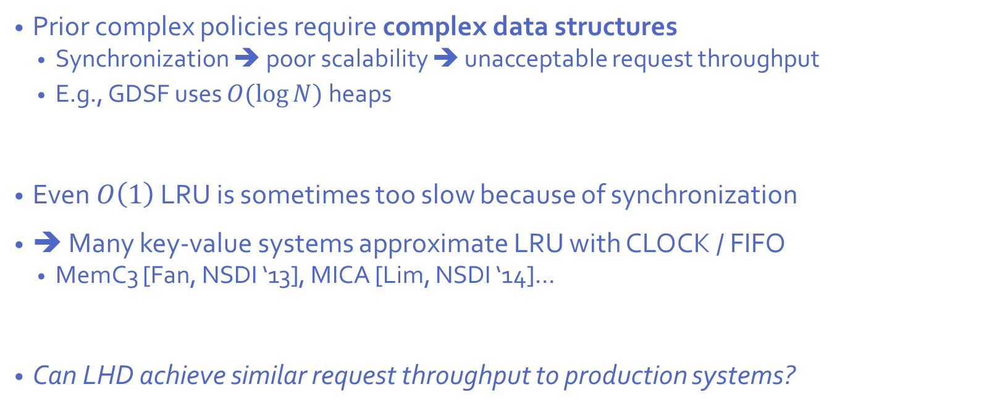 • Prior complex policies require complex data structures
• Synchronization ➔ poor scalability ➔ unacceptable request throughput
• E.g., GDSF uses O(log N) heaps
• Even O(1) LRU is sometimes too slow because of synchronization
• ➔ Many key-value systems approximate LRU with CLOCK / FIFO
• MemC3 [Fan, NSDI ‘13], MICA [Lim, NSDI ‘14]…
• Can LHD achieve similar request throughput to production systems?